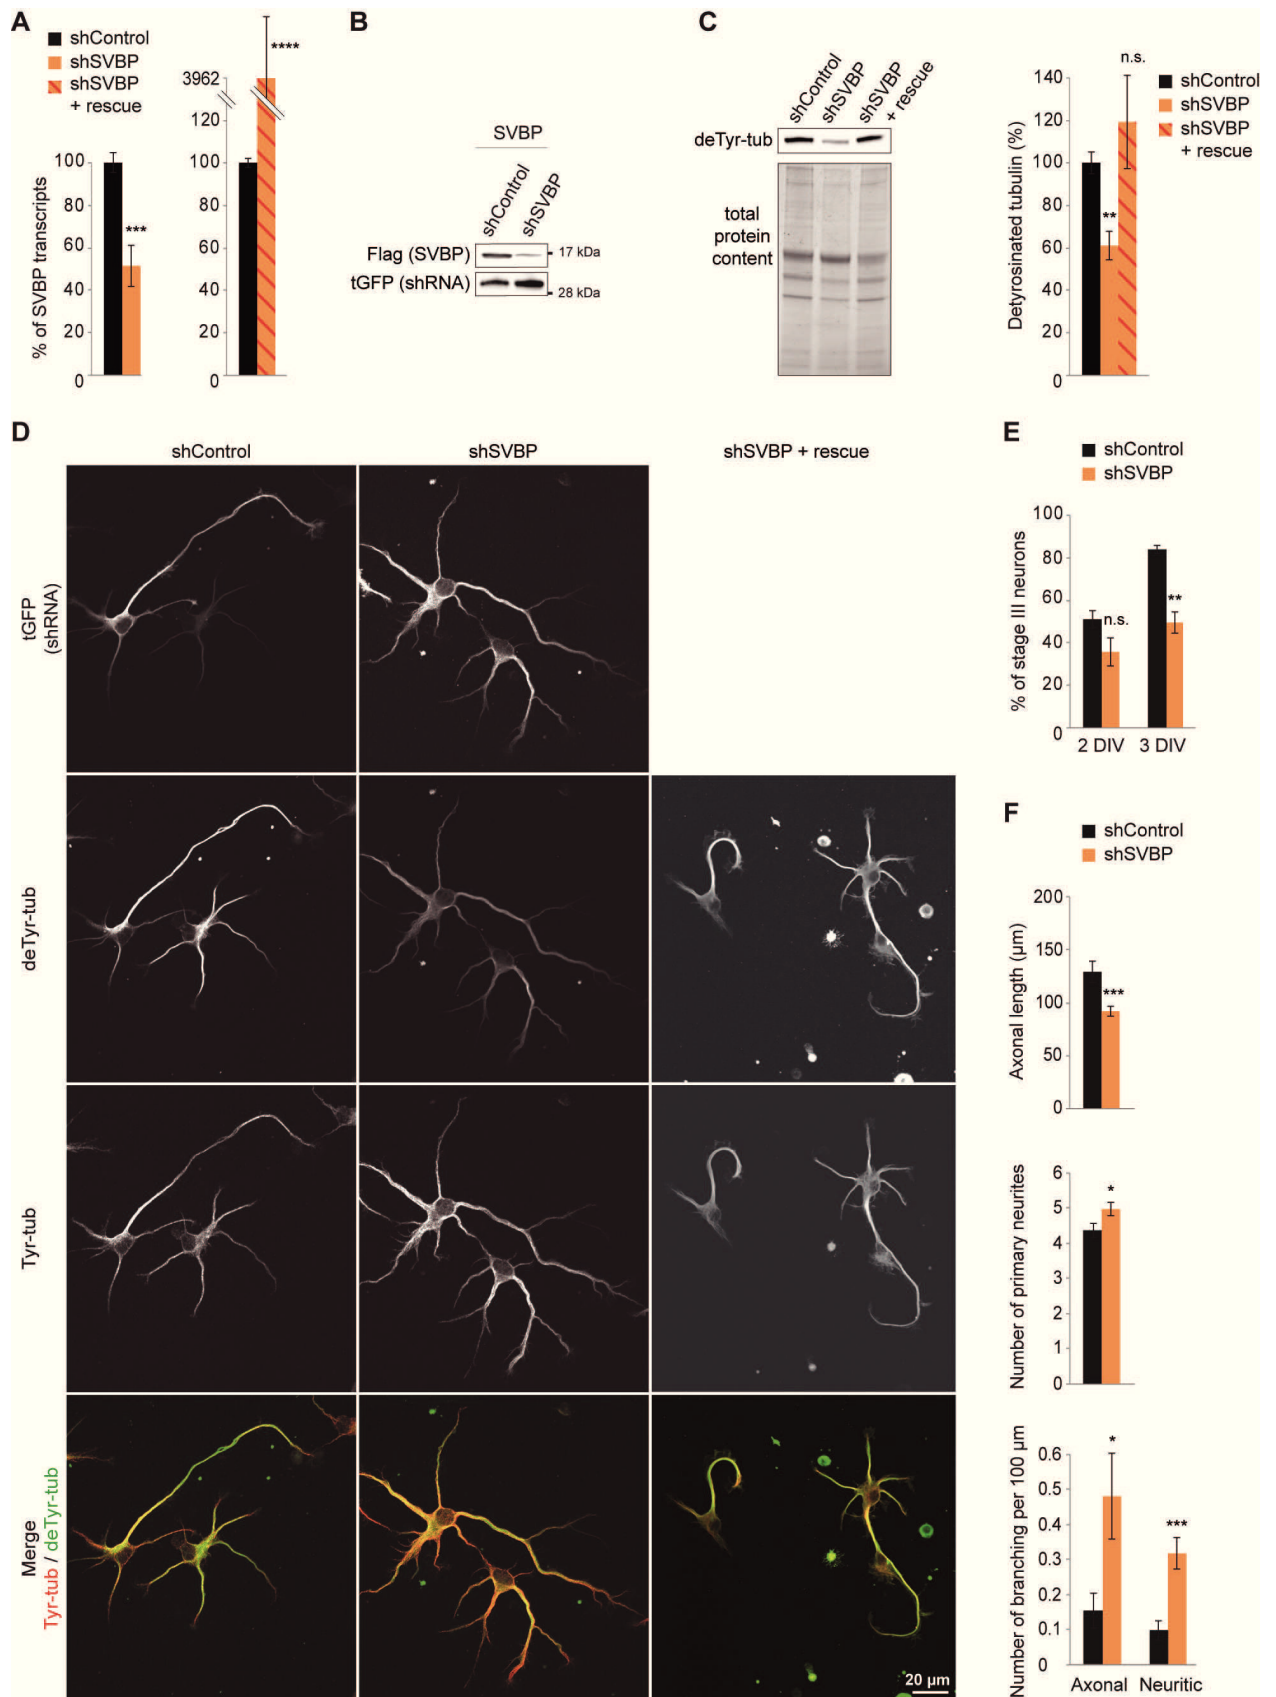 A
shControl
shSVBP
shSVBP
+ rescue
% of SVBP transcripts
100
80
60
40
20
0
***
3962
120
100
80
60
40
20
0
****
B
SVBP
shControl
shSVBP
Flag (SVBP)
17 kDa
tGFP (shRNA)
28 kDa
C
shControl
shSVBP
shSVBP
+ rescue
deTyr-tub
total
protein
content
Detyrosinated tubulin (%)
140
120
100
80
60
40
20
0
**
n.s.
shControl
shSVBP
shSVBP
+ rescue
D
shControl
shSVBP
shSVBP + rescue
tGFP
(shRNA)
deTyr-tub
Tyr-tub
Merge
Tyr-tub / deTyr-tub
20 µm
E
shControl
shSVBP
% of stage III neurons
100
80
60
40
20
0
n.s.
**
2 DIV
3 DIV
F
shControl
shSVBP
Axonal length (µm)
200
150
100
50
0
***
Number of primary neurites
6
5
4
3
2
1
0
*
Number of branching per 100 µm
0.6
0.5
0.4
0.3
0.2
0.1
0
*
***
Axonal
Neuritic